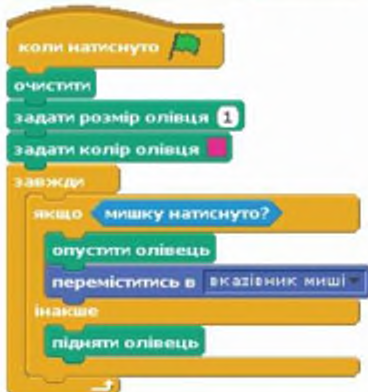 коли натиснуто
очистити
задати розмір олівця 1
задати колір олівця
завжди
якщо мишку натиснуто?
опустити олівець
переміститись в вказівник миші
інакше
підняти олівець